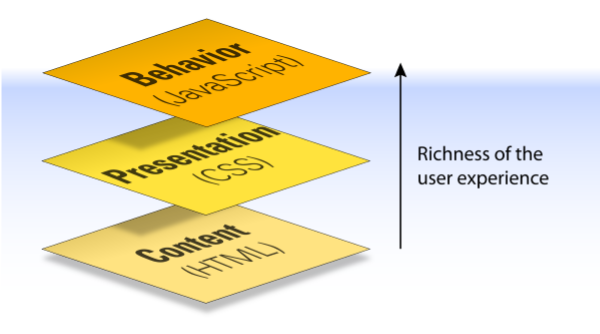 Behavior
(JavaScript)
Presentation
(CSS)
Content
(HTML)
Richness of the
user experience